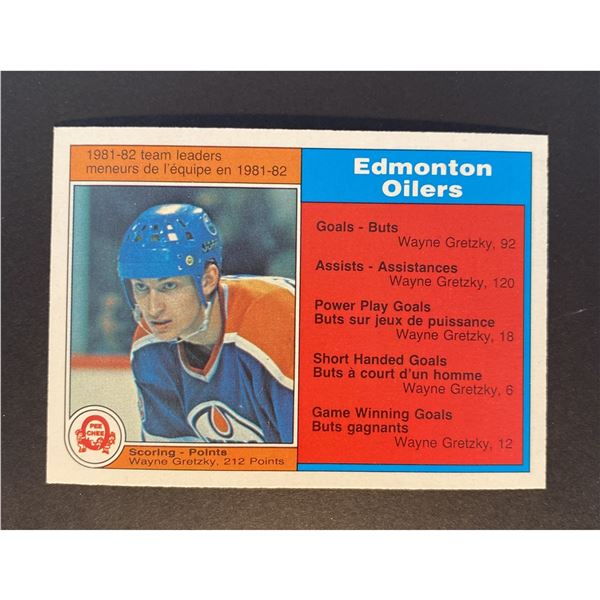 1981-82 team leaders
meneurs de l'équipe en 1981-82
Edmonton
Oilers
Goals - Buts
Wayne Gretzky, 92
Assists - Assistances
Wayne Gretzky, 120
Power Play Goals
Buts sur jeux de puissance
Wayne Gretzky, 18
Short Handed Goals
Buts à court d'un homme
Wayne Gretzky, 6
Game Winning Goals
Buts gagnants
Wayne Gretzky, 12
O
PEE
CHEE
Scoring - Points
Wayne Gretzky, 212 Points